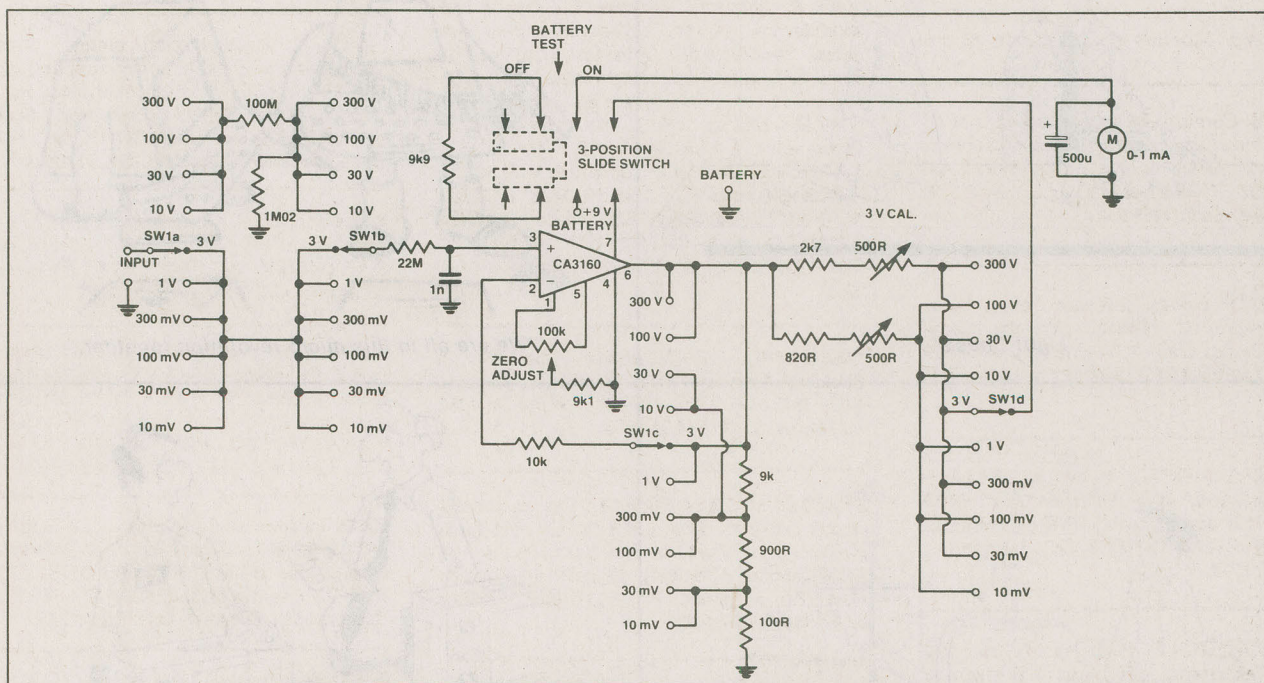 BATTERY
TEST
OFF
ON
300 V
100M
300 V
100 V
100 V
30 V
30 V
1M02
10 V
10 V
9k9
3-POSITION
SLIDE SWITCH
+
500u
M
0-1 mA
BATTERY
+9 V
BATTERY
SW1a
3 V
INPUT
3 V
SW1b
22M
1n
3
+
7
CA3160
6
2
−
4
1
5
100k
ZERO
ADJUST
9k1
3 V CAL.
2k7
500R
820R
500R
1 V
300 mV
100 mV
30 mV
10 mV
1 V
300 mV
100 mV
30 mV
10 mV
300 V
100 V
30 V
10 V
SW1c
3 V
10k
1 V
300 mV
100 mV
30 mV
10 mV
9k
900R
100R
300 V
100 V
30 V
10 V
3 V
SW1d
1 V
300 mV
100 mV
30 mV
10 mV